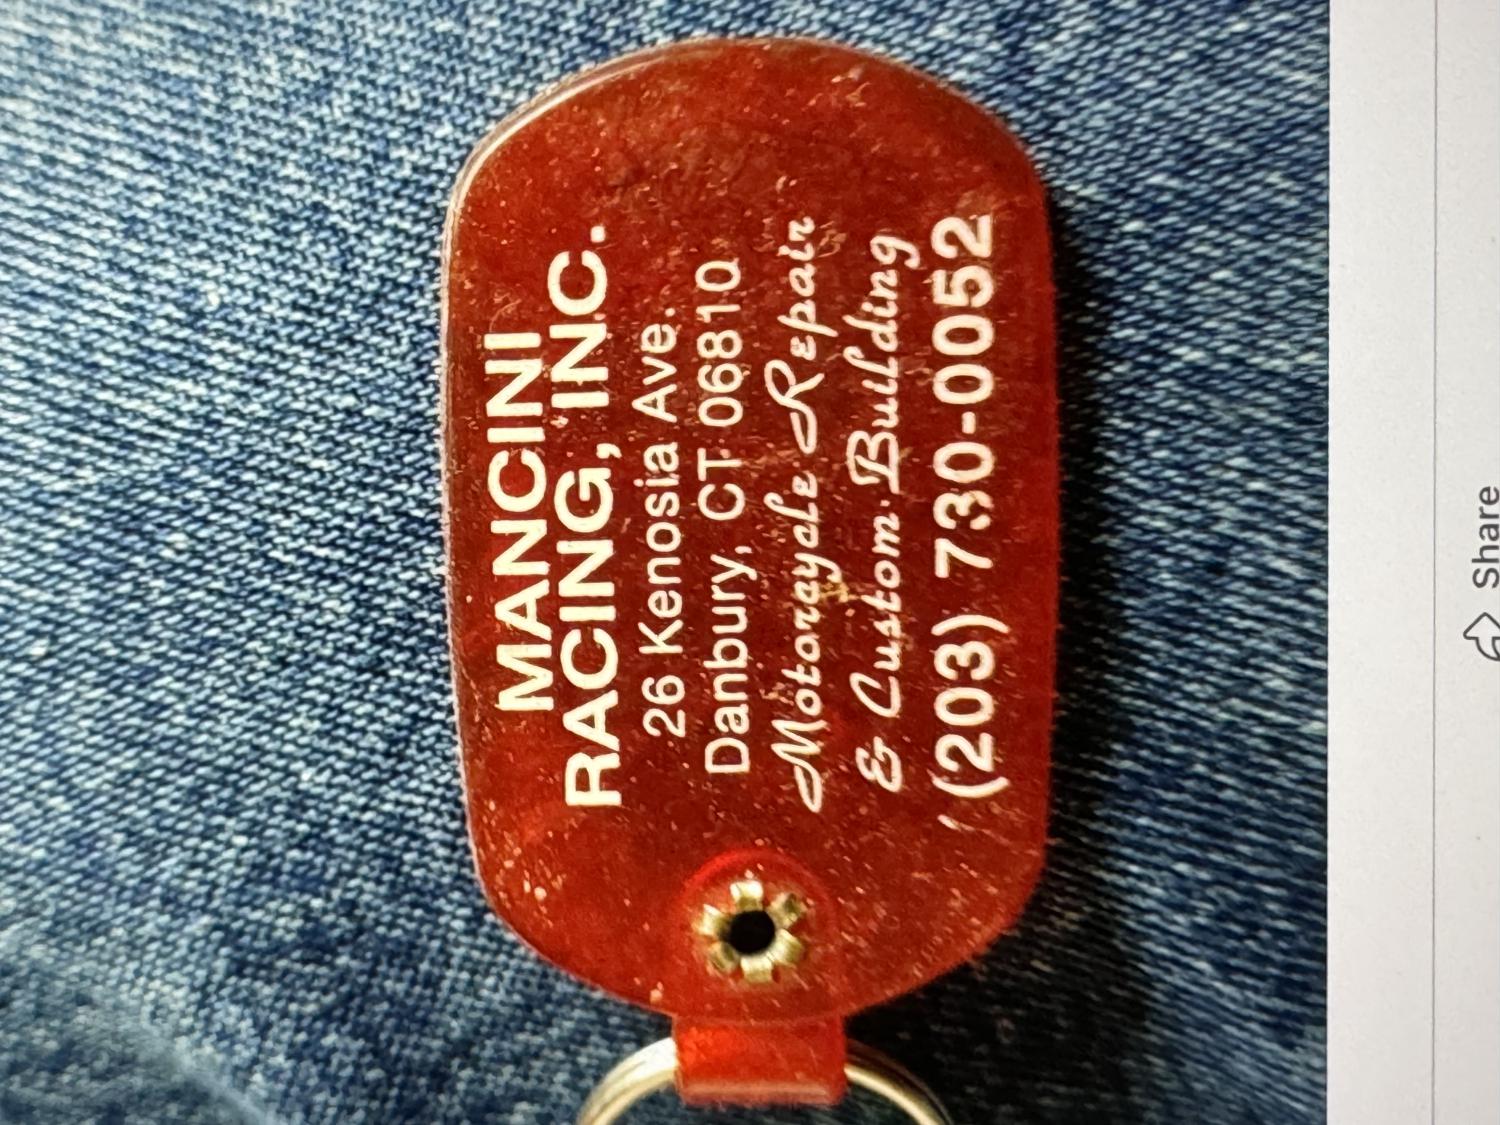 MANCINI
RACING, INC.
26 Kenosia Ave.
Danbury, CT 06810
Motorcycle Repair
& Custom Building
(203) 730-0052
Share